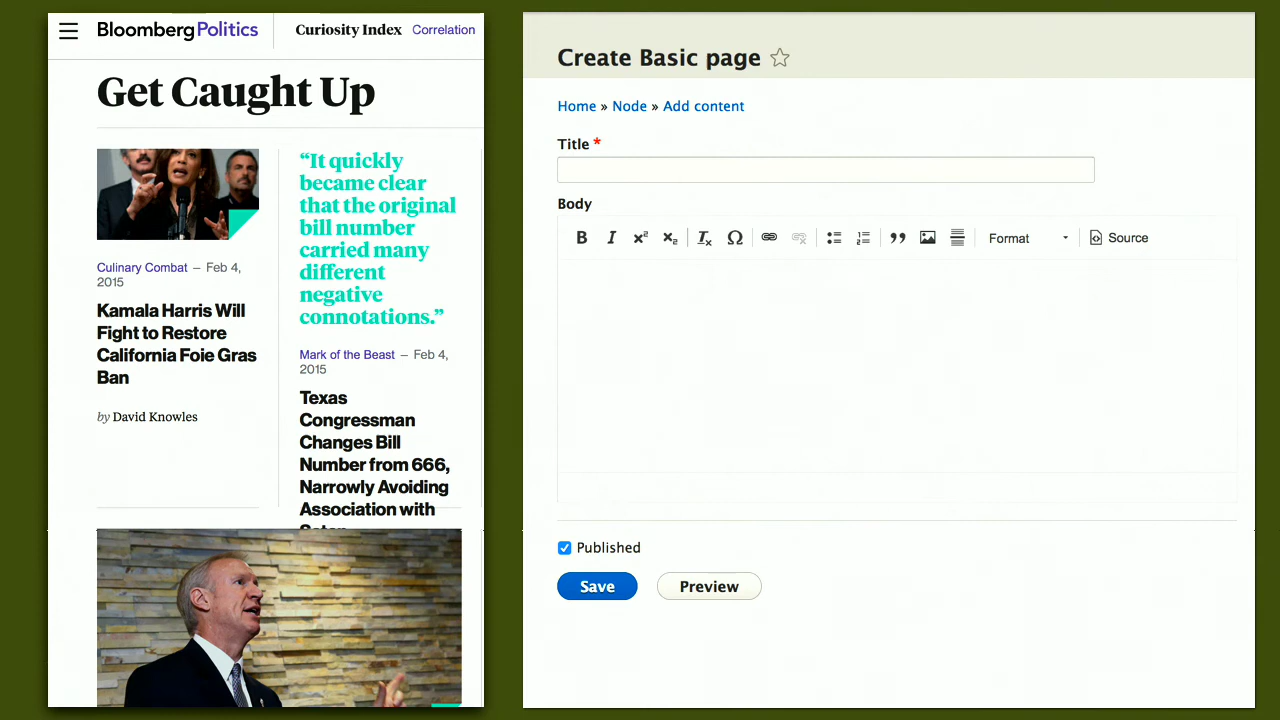 Bloomberg Politics
Curiosity Index Correlation
Get Caught Up
Culinary Combat – Feb 4,
2015
Kamala Harris Will
Fight to Restore
California Foie Gras
Ban
by David Knowles
“It quickly
became clear
that the original
bill number
carried many
different
negative
connotations.”
Mark of the Beast – Feb 4,
2015
Texas
Congressman
Changes Bill
Number from 666,
Narrowly Avoiding
Association with
Create Basic page
Home » Node » Add content
Title *
Body
B I x² x₂ Tx Ω Format Source
Published
Save Preview